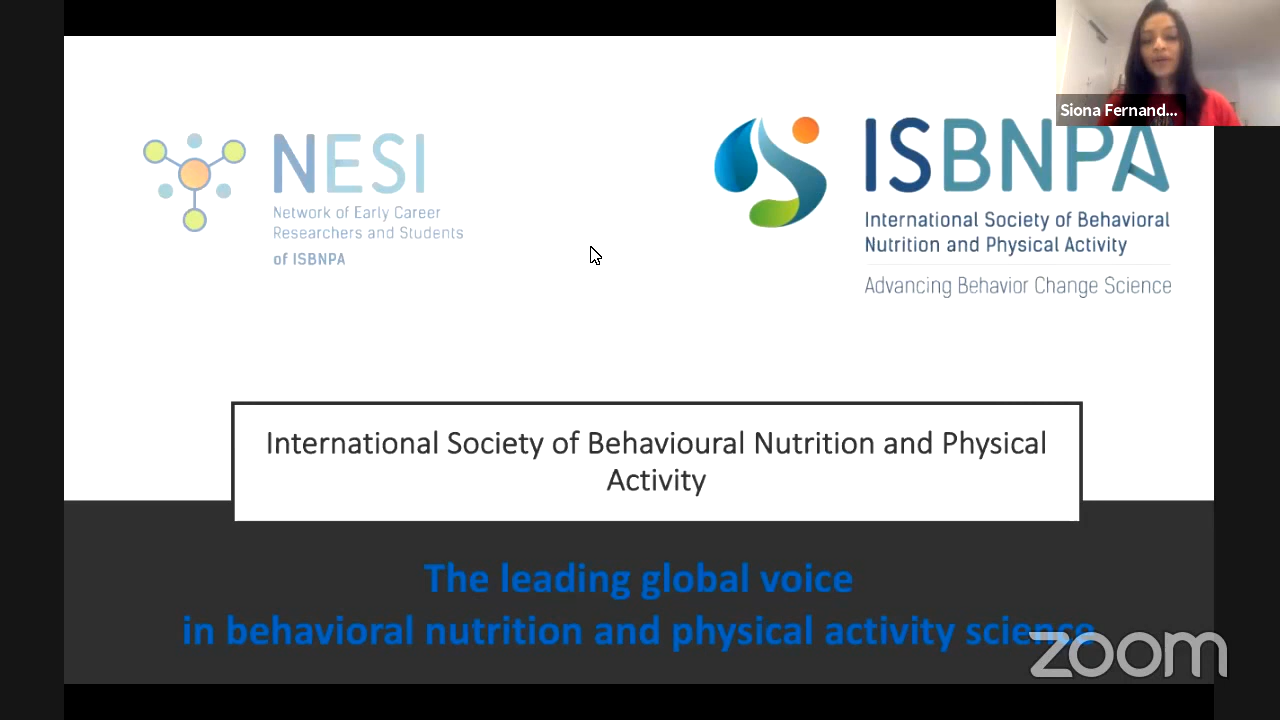 Siona Fernand...
NESI
Network of Early Career
Researchers and Students
of ISBNPA
ISBNPA
International Society of Behavioral
Nutrition and Physical Activity
Advancing Behavior Change Science
International Society of Behavioural Nutrition and Physical
Activity
The leading global voice
in behavioral nutrition and physical activity science
zoom